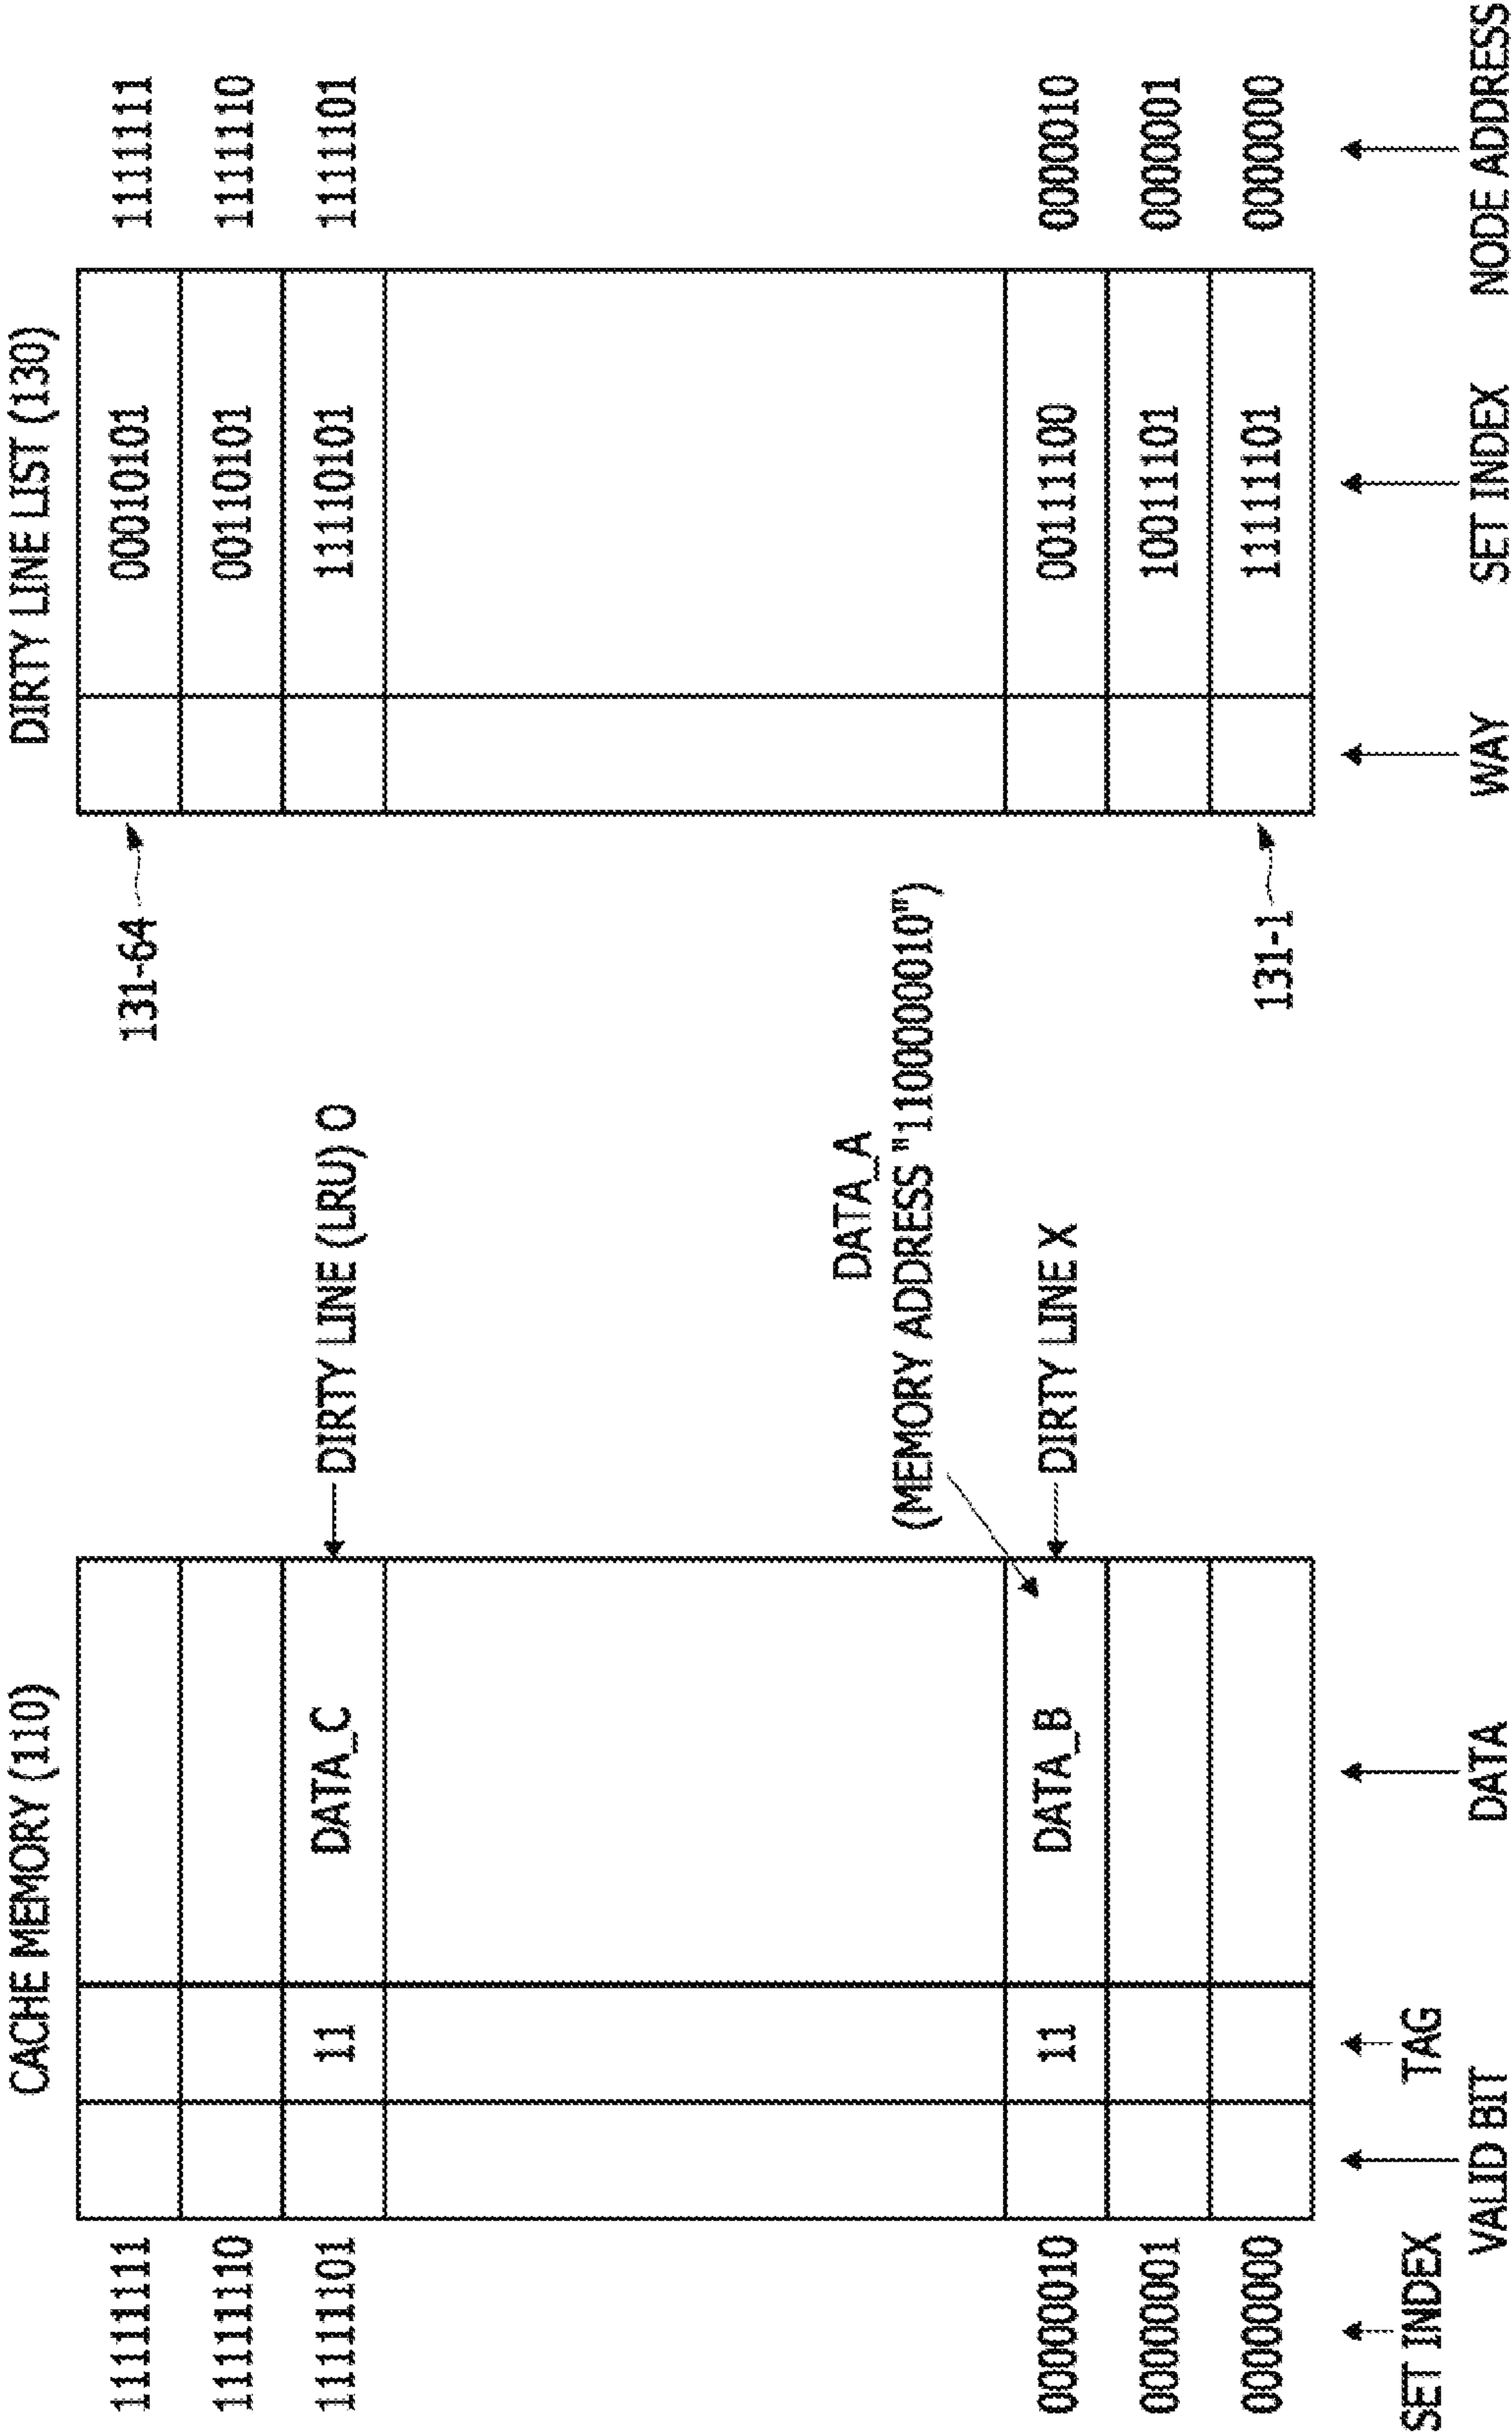 CACHE MEMORY (110)
11111111
11111110
11111101
11
DATA_C
DIRTY LINE (LRU) O
DATA_A
(MEMORY ADDRESS "1100000010")
00000010
11
DATA_B
DIRTY LINE X
00000001
00000000
SET INDEX
VALID BIT
TAG
DATA
DIRTY LINE LIST (130)
131-64
00010101
1111111
00110101
1111110
11110101
1111101
00111100
0000010
10011101
0000001
131-1
11111101
0000000
WAY
SET INDEX
NODE ADDRESS